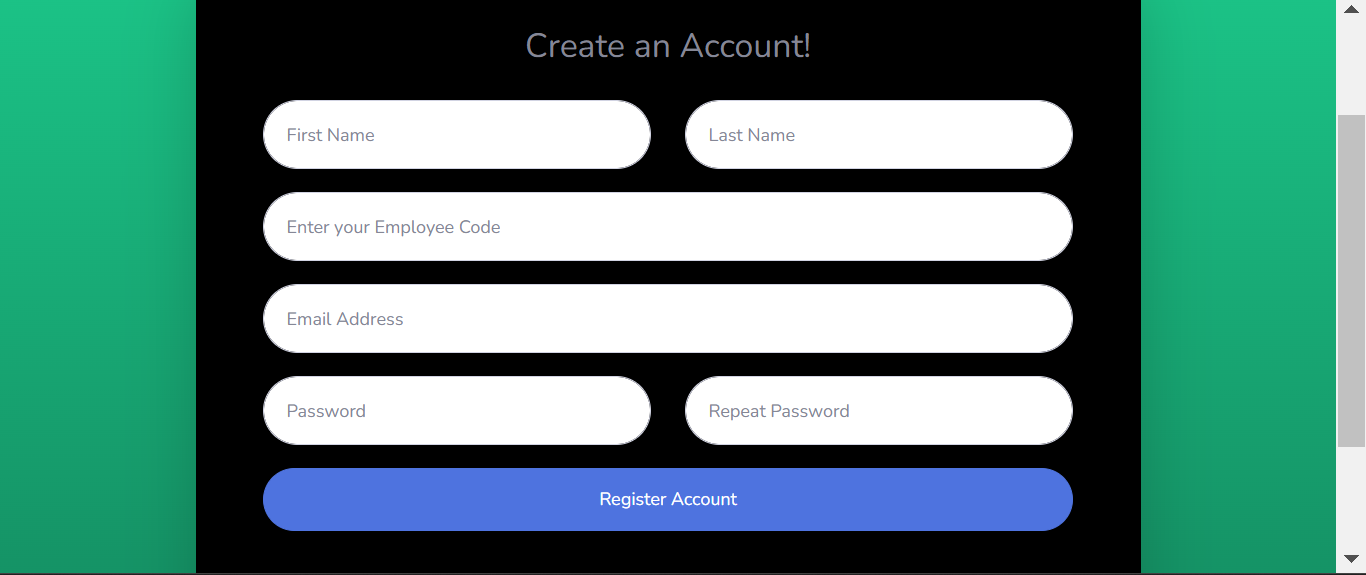 Create an Account!
First Name
Last Name
Enter your Employee Code
Email Address
Password
Repeat Password
Register Account